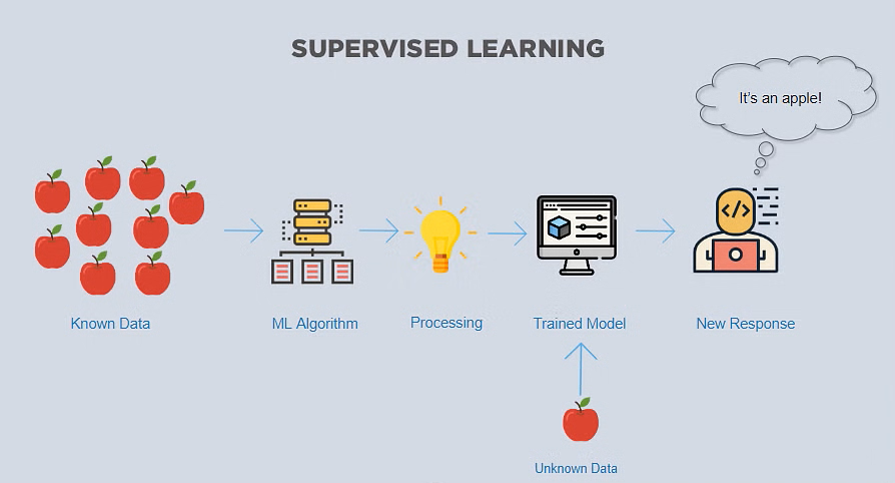 SUPERVISED LEARNING
It's an apple!
</>
Known Data
ML Algorithm
Processing
Trained Model
New Response
Unknown Data